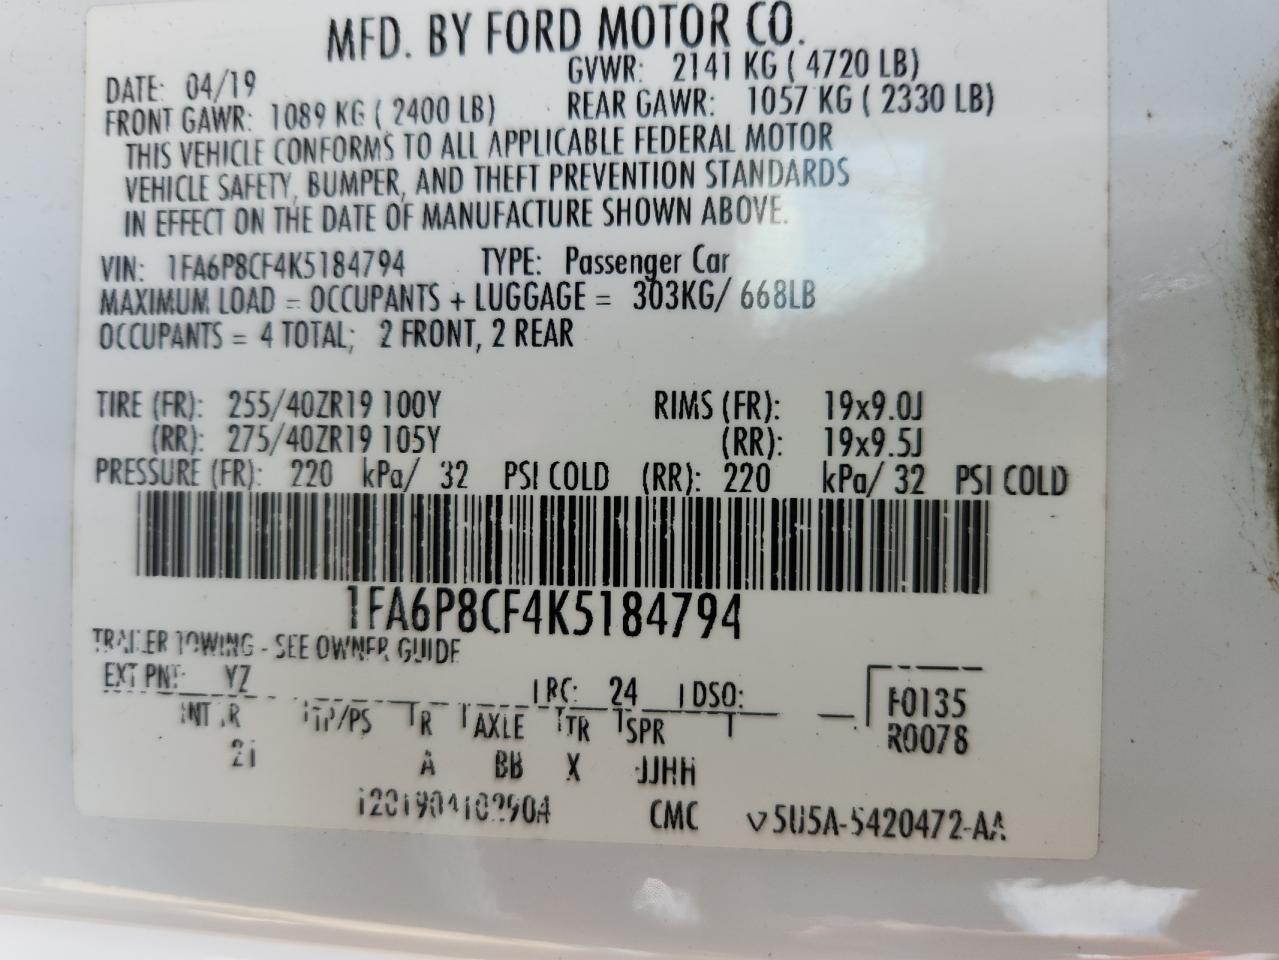 MFD. BY FORD MOTOR CO.
DATE: 04/19 GVWR: 2141 KG ( 4720 LB)
FRONT GAWR: 1089 KG ( 2400 LB) REAR GAWR: 1057 KG ( 2330 LB)
THIS VEHICLE CONFORMS TO ALL APPLICABLE FEDERAL MOTOR
VEHICLE SAFETY, BUMPER, AND THEFT PREVENTION STANDARDS
IN EFFECT ON THE DATE OF MANUFACTURE SHOWN ABOVE.
VIN: 1FA6P8CF4K5184794 TYPE: Passenger Car
MAXIMUM LOAD = OCCUPANTS + LUGGAGE = 303KG/ 668LB
OCCUPANTS = 4 TOTAL; 2 FRONT, 2 REAR
TIRE (FR): 255/40ZR19 100Y RIMS (FR): 19x9.0J
(RR): 275/40ZR19 105Y (RR): 19x9.5J
PRESSURE (FR): 220 kPa/ 32 PSI COLD (RR): 220 kPa/ 32 PSI COLD
1FA6P8CF4K5184794
TRAILER TOWING - SEE OWNER GUIDE
EXT PNT: YZ RC: 24 DSO: F0135
INT TR TP/PS R AXLE TR SPR R0078
A BB X JJHH
CMC 5U5A-5420472-AA